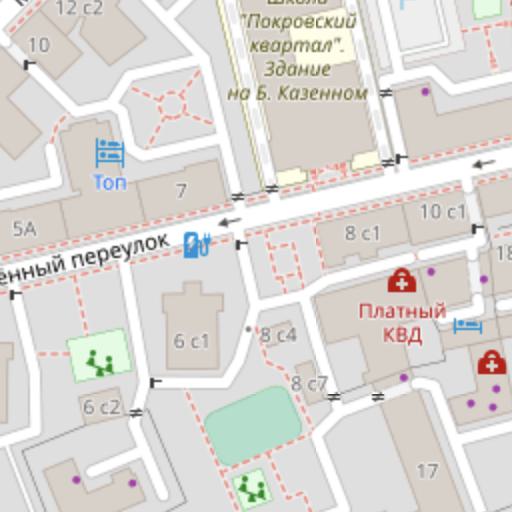 12 с2
10
Школа
"Покровский
квартал".
Здание
на Б. Казенном
Топ
7
5А
10 с1
8 с1
ённый переулок
Платный
КВД
6 с1
8 с4
8 с7
6 с2
17